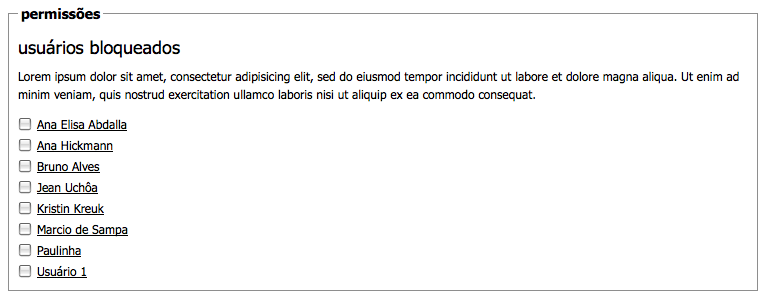 permissões
usuários bloqueados
Lorem ipsum dolor sit amet, consectetur adipisicing elit, sed do eiusmod tempor incididunt ut labore et dolore magna aliqua. Ut enim ad
minim veniam, quis nostrud exercitation ullamco laboris nisi ut aliquip ex ea commodo consequat.
Ana Elisa Abdalla
Ana Hickmann
Bruno Alves
Jean Uchôa
Kristin Kreuk
Marcio de Sampa
Paulinha
Usuário 1